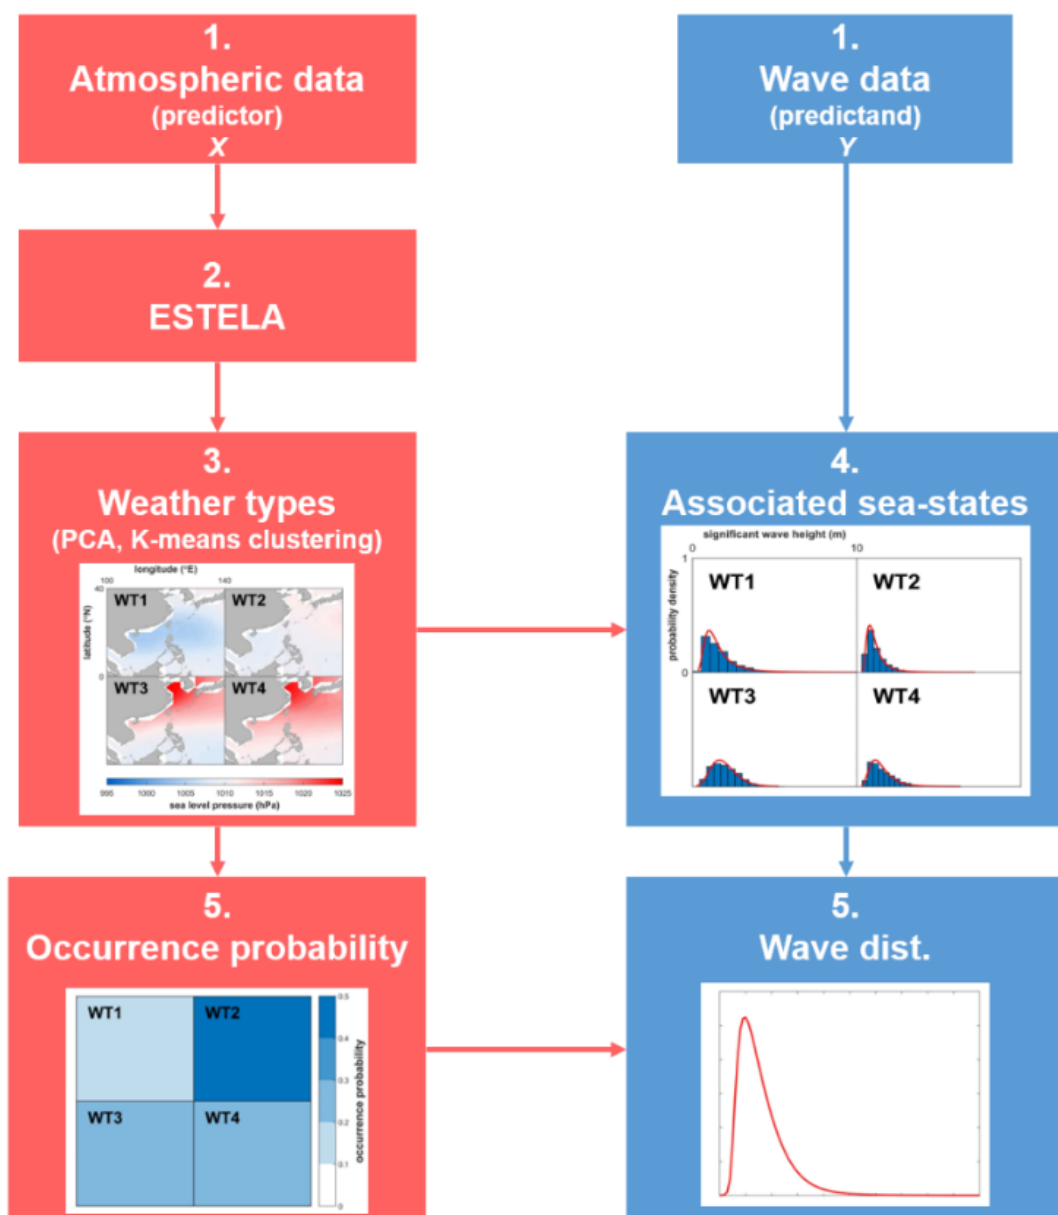 1.
Atmospheric data
(predictor)
X
1.
Wave data
(predictand)
Y
2.
ESTELA
3.
Weather types
(PCA, K-means clustering)
longitude (°E)
100
140
40
latitude (°N)
0
WT1
WT2
WT3
WT4
995
1000
1005
1010
1015
1020
1025
sea level pressure (hPa)
4.
Associated sea-states
significant wave height (m)
0
10
1
probability density
0
WT1
WT2
WT3
WT4
5.
Occurrence probability
WT1
WT2
WT3
WT4
0.5
0.4
0.3
0.2
0.1
0
occurrence probability
5.
Wave dist.